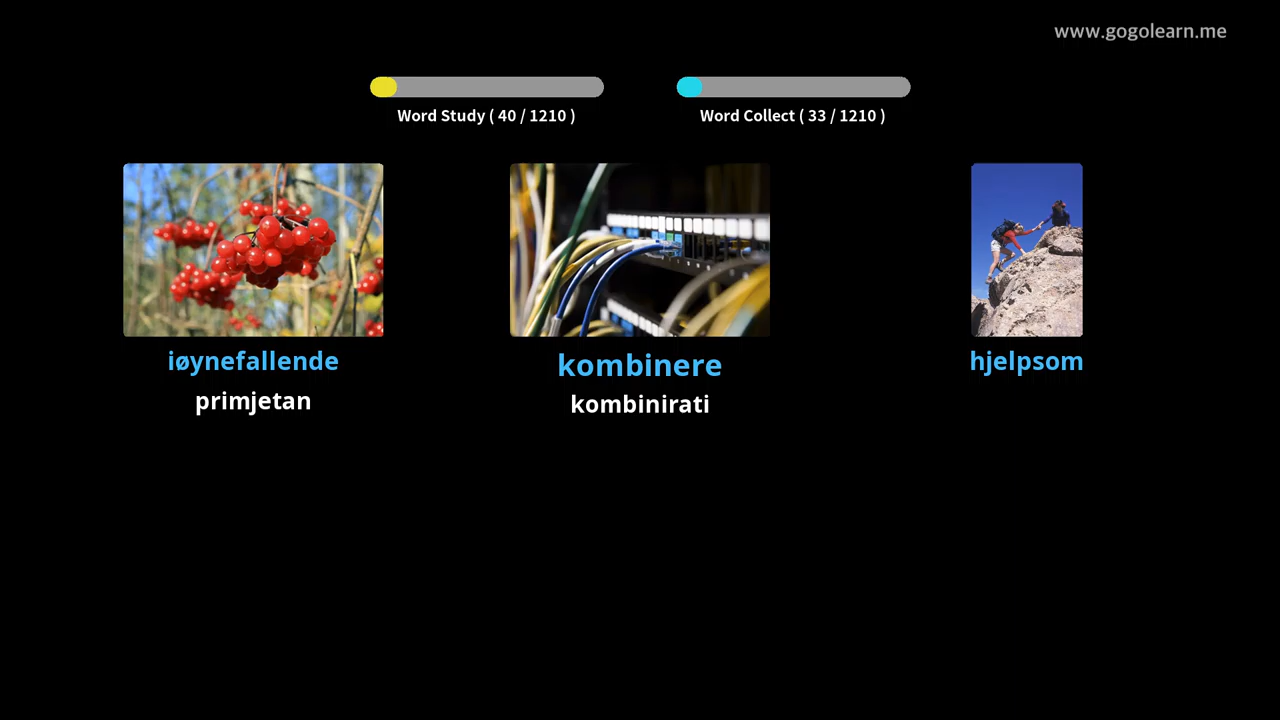 www.gogolearn.me
Word Study ( 40 / 1210 )
Word Collect ( 33 / 1210 )
iøynefallende
primjetan
kombinere
kombinirati
hjelpsom